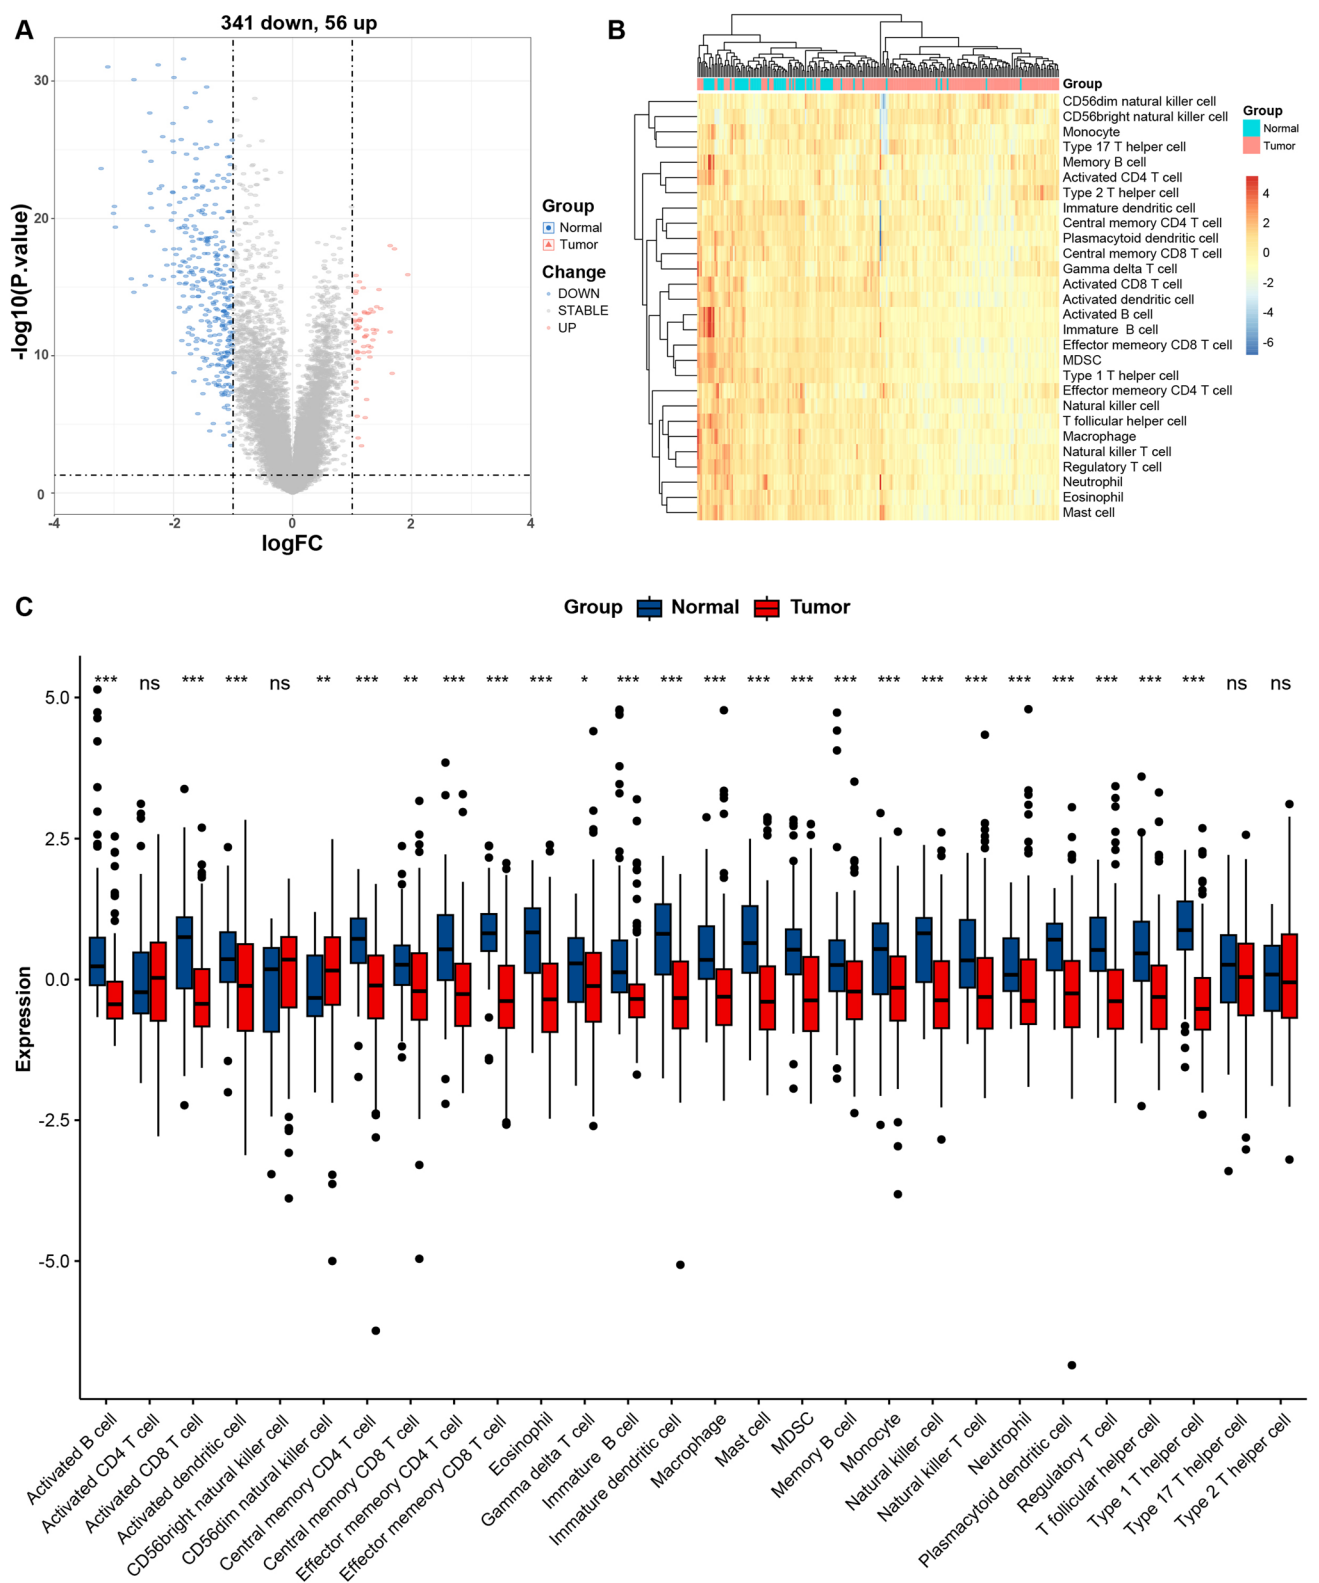 A
341 down, 56 up
30
20
10
0
-4
-2
0
2
4
-log10(P.value)
logFC
Group
Normal
Tumor
Change
DOWN
STABLE
UP
B
Group
CD56dim natural killer cell
CD56bright natural killer cell
Monocyte
Type 17 T helper cell
Memory B cell
Activated CD4 T cell
Type 2 T helper cell
Immature dendritic cell
Central memory CD4 T cell
Plasmacytoid dendritic cell
Central memory CD8 T cell
Gamma delta T cell
Activated CD8 T cell
Activated dendritic cell
Activated B cell
Immature  B cell
Effector memeory CD8 T cell
MDSC
Type 1 T helper cell
Effector memeory CD4 T cell
Natural killer cell
T follicular helper cell
Macrophage
Natural killer T cell
Regulatory T cell
Neutrophil
Eosinophil
Mast cell
Group
Normal
Tumor
4
2
0
-2
-4
-6
C
Group Normal Tumor
*** ns *** *** ns ** *** ** *** *** *** * *** *** *** *** *** *** *** *** *** *** *** *** *** *** ns ns
5.0
2.5
0.0
-2.5
-5.0
Expression
Activated B cell
Activated CD4 T cell
Activated CD8 T cell
Activated dendritic cell
CD56bright natural killer cell
CD56dim natural killer cell
Central memory CD4 T cell
Central memory CD8 T cell
Effector memeory CD4 T cell
Effector memeory CD8 T cell
Eosinophil
Gamma delta T cell
Immature  B cell
Immature dendritic cell
Macrophage
Mast cell
MDSC
Memory B cell
Monocyte
Natural killer cell
Natural killer T cell
Neutrophil
Plasmacytoid dendritic cell
Regulatory T cell
T follicular helper cell
Type 1 T helper cell
Type 17 T helper cell
Type 2 T helper cell